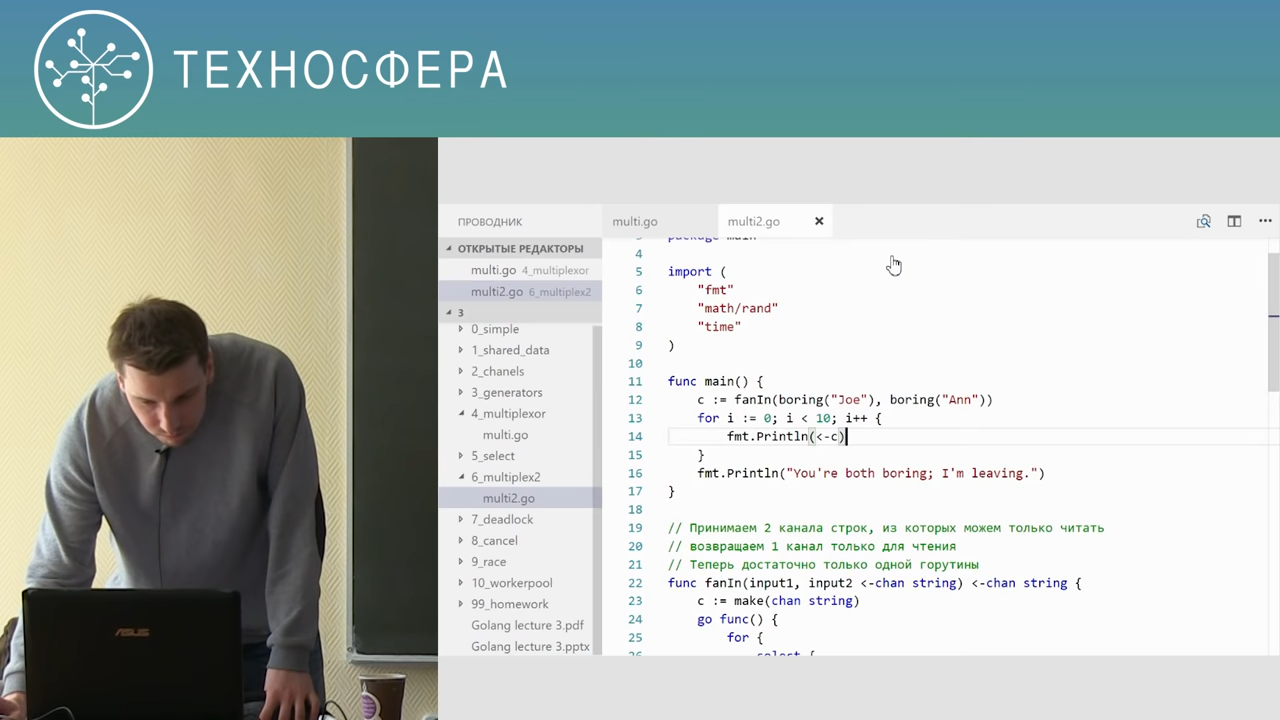 ТЕХНОСФЕРА
ПРОВОДНИК
ОТКРЫТЫЕ РЕДАКТОРЫ
multi.go 4_multiplexor
multi2.go 6_multiplex2
3
0_simple
1_shared_data
2_chanels
3_generators
4_multiplexor
multi.go
5_select
6_multiplex2
multi2.go
7_deadlock
8_cancel
9_race
10_workerpool
99_homework
Golang lecture 3.pdf
Golang lecture 3.pptx
multi.go multi2.go
3 package main
4
5 import (
6 "fmt"
7 "math/rand"
8 "time"
9 )
10
11 func main() {
12 c := fanIn(boring("Joe"), boring("Ann"))
13 for i := 0; i < 10; i++ {
14 fmt.Println(<-c)
15 }
16 fmt.Println("You're both boring; I'm leaving.")
17 }
18
19 // Принимаем 2 канала строк, из которых можем только читать
20 // возвращаем 1 канал только для чтения
21 // Теперь достаточно только одной горутины
22 func fanIn(input1, input2 <-chan string) <-chan string {
23 c := make(chan string)
24 go func() {
25 for {
26 select {
ASUS